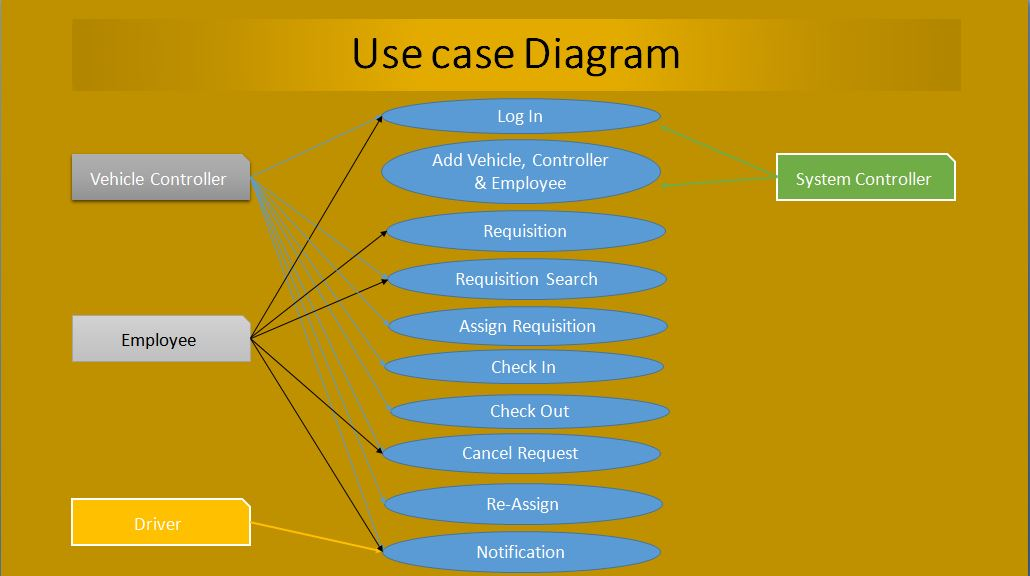 Use case Diagram
Log In
Add Vehicle, Controller
& Employee
Vehicle Controller
System Controller
Requisition
Requisition Search
Assign Requisition
Employee
Check In
Check Out
Cancel Request
Re-Assign
Driver
Notification